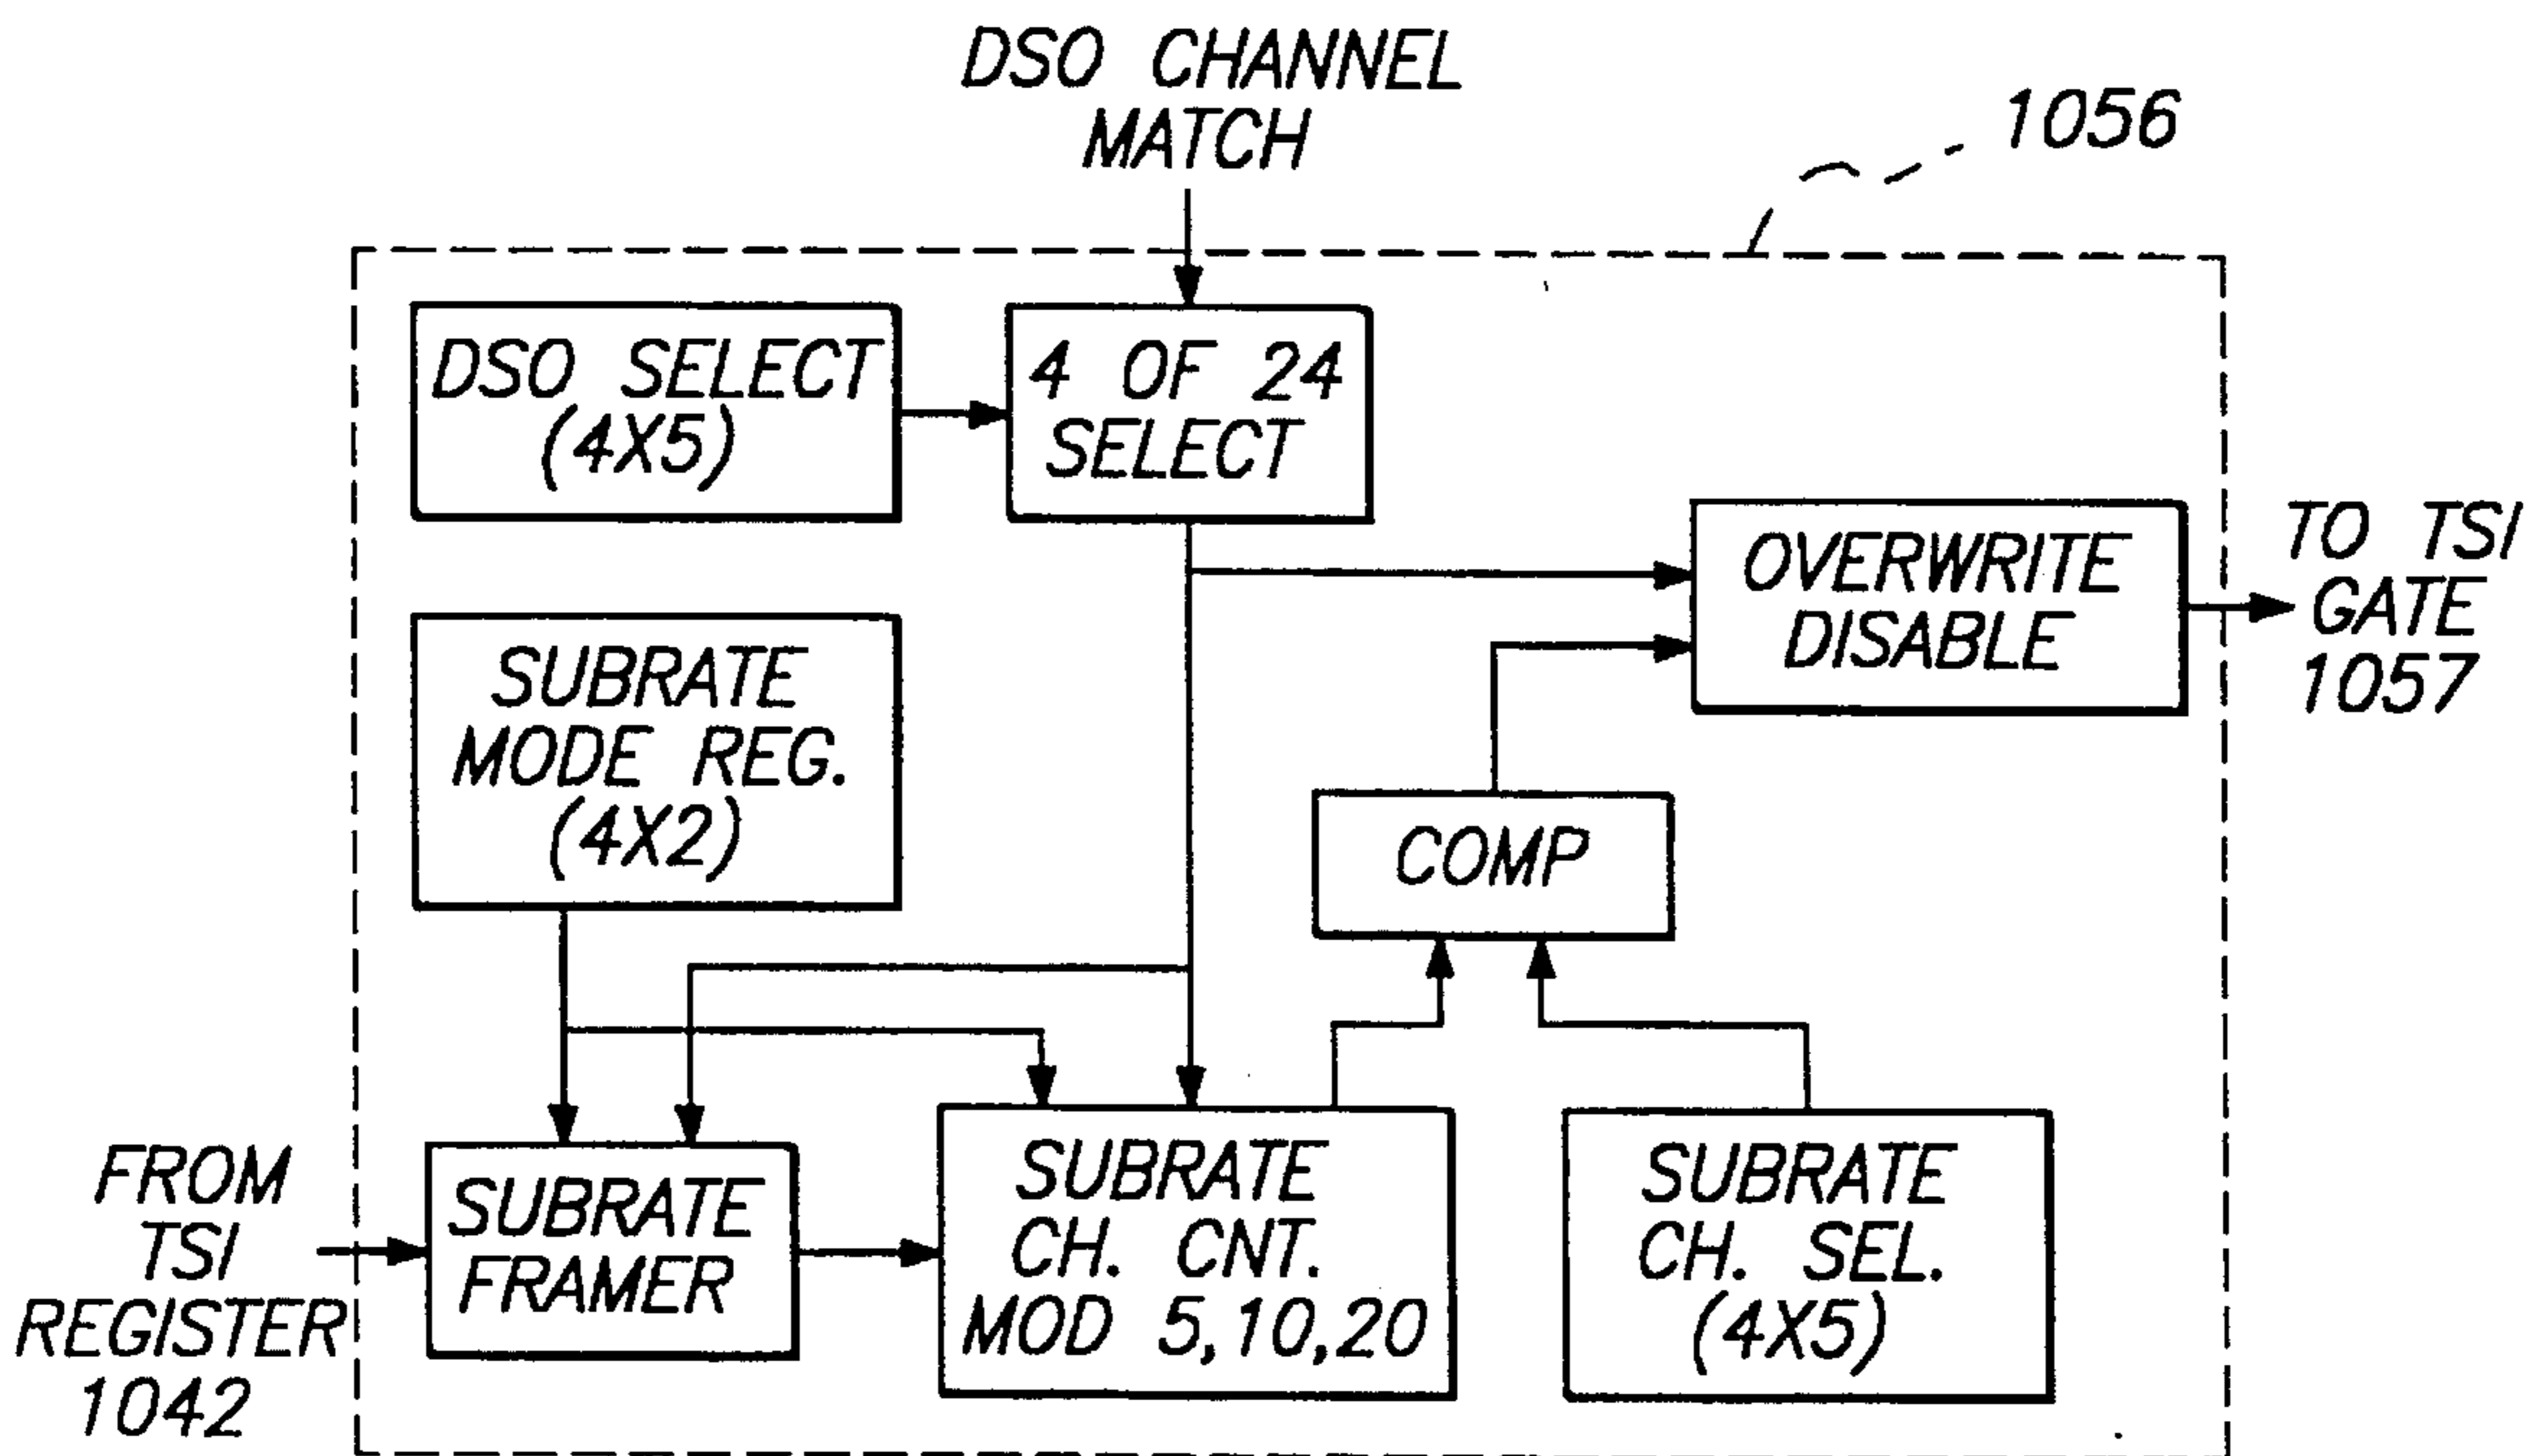 DSO CHANNEL
MATCH
1056
DSO SELECT
(4X5)
4 OF 24
SELECT
OVERWRITE
DISABLE
TO TSI
GATE
1057
SUBRATE
MODE REG.
(4X2)
COMP
FROM
TSI
REGISTER
1042
SUBRATE
FRAMER
SUBRATE
CH. CNT.
MOD 5,10,20
SUBRATE
CH. SEL.
(4X5)